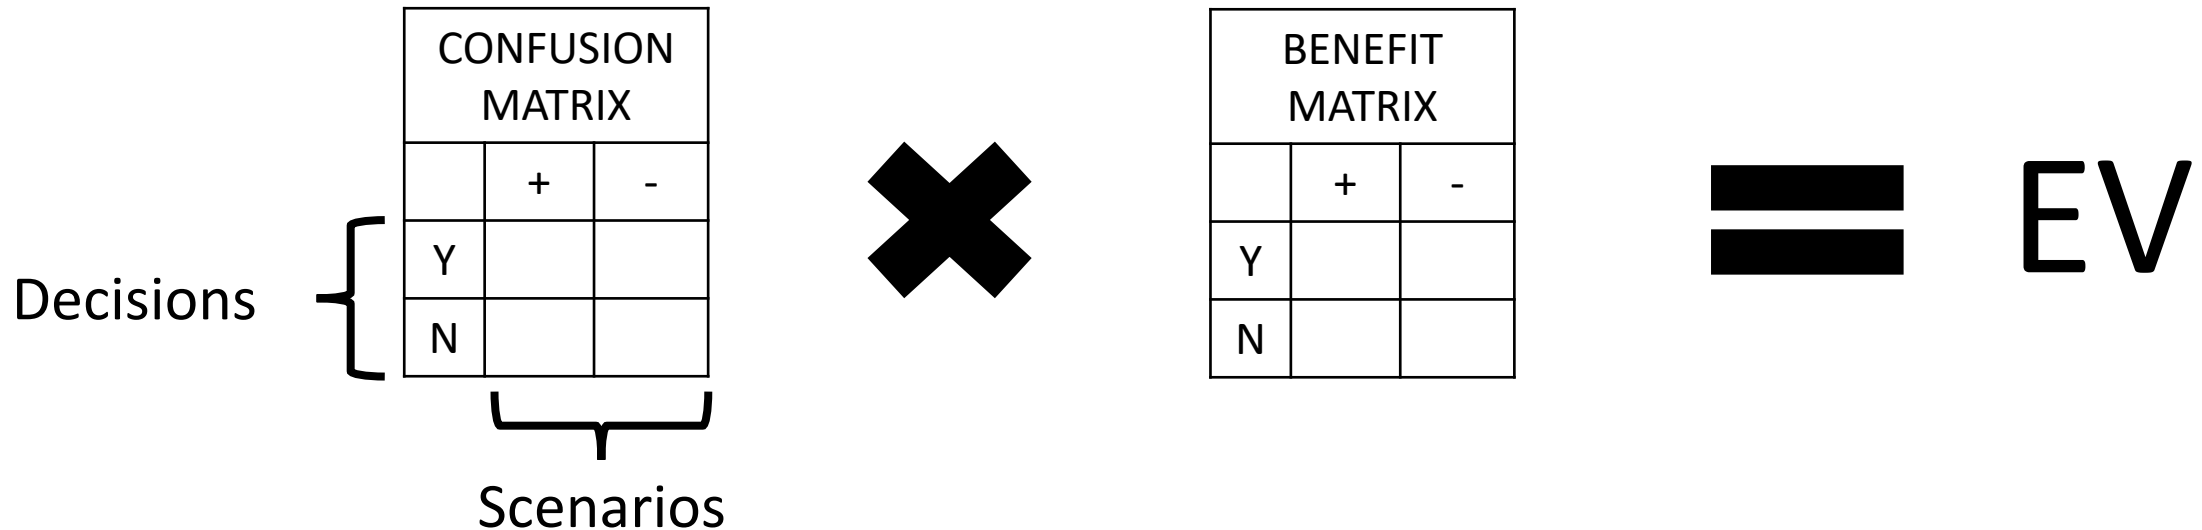 CONFUSION
MATRIX
+ -
Y
N
Decisions
Scenarios
BENEFIT
MATRIX
+ -
Y
N
EV